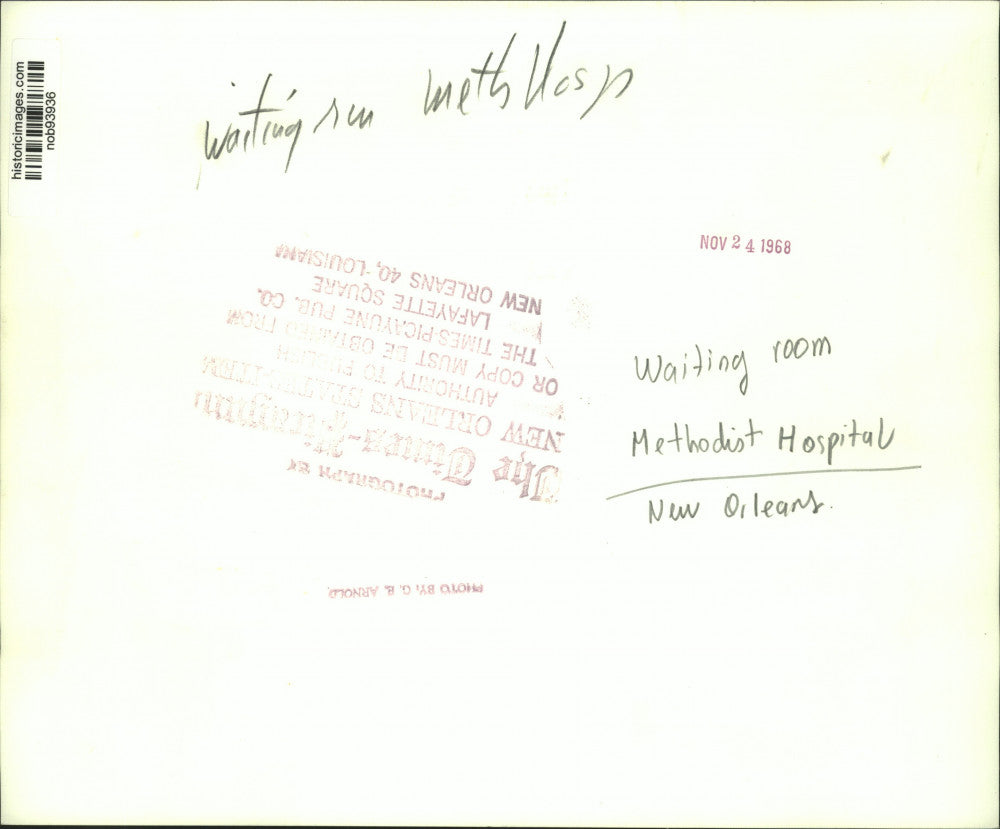 historicimages.com
nob93936
waiting rm meth Hosp
NOV 24 1968
PHOTOGRAPH BY
The Times-Picayune
NEW ORLEANS STATES-ITEM
AUTHORITY TO PUBLISH
OR COPY MUST BE OBTAINED FROM
THE TIMES-PICAYUNE PUB. CO.
LAFAYETTE SQUARE
NEW ORLEANS 40, LOUISIANA
Waiting room
Methodist Hospital
New Orleans.
PHOTO BY: G. E. ARNOLD